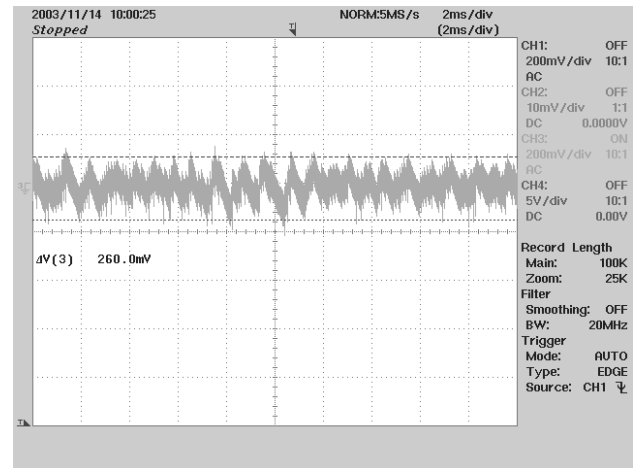 2003/11/14 10:00:25 NORM:5MS/s 2ms/div
Stopped (2ms/div)
CH1: OFF
200mV/div 10:1
AC
CH2: OFF
10mV/div 1:1
DC 0.0000V
CH3: ON
200mV/div 10:1
AC
CH4: OFF
5V/div 10:1
DC 0.00V
ΔV(3) 260.0mV
Record Length
Main: 100K
Zoom: 25K
Filter
Smoothing: OFF
BW: 20MHz
Trigger
Mode: AUTO
Type: EDGE
Source: CH1